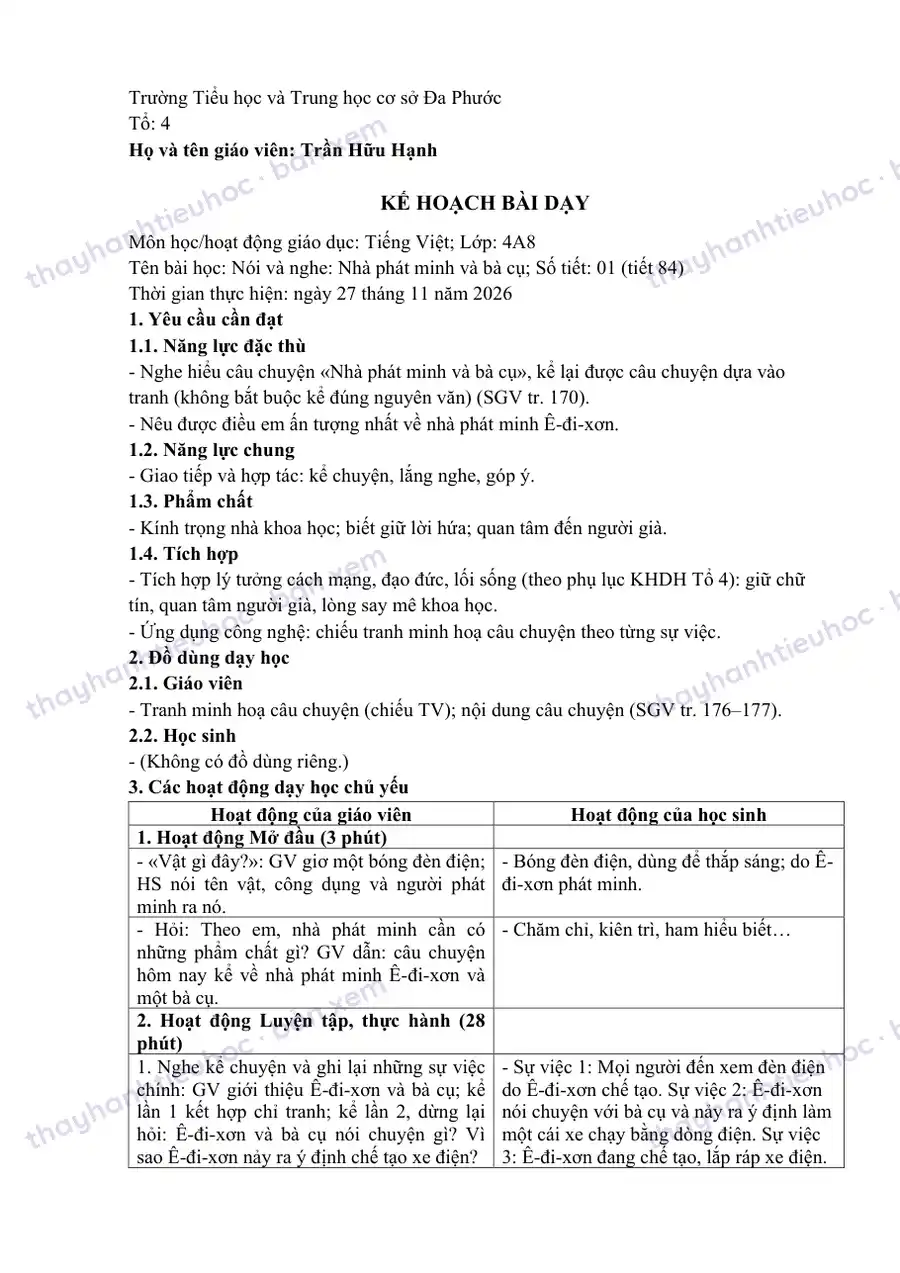 Trường Tiểu học và Trung học cơ sở Đa Phước
Tổ: 4
Họ và tên giáo viên: Trần Hữu Hạnh
KẾ HOẠCH BÀI DẠY
Môn học/hoạt động giáo dục: Tiếng Việt; Lớp: 4A8
Tên bài học: Nói và nghe: Nhà phát minh và bà cụ; Số tiết: 01 (tiết 84)
Thời gian thực hiện: ngày 27 tháng 11 năm 2026
1. Yêu cầu cần đạt
1.1. Năng lực đặc thù
- Nghe hiểu câu chuyện «Nhà phát minh và bà cụ», kể lại được câu chuyện dựa vào
tranh (không bắt buộc kể đúng nguyên văn) (SGV tr. 170).
- Nêu được điều em ấn tượng nhất về nhà phát minh Ê-đi-xơn.
1.2. Năng lực chung
- Giao tiếp và hợp tác: kể chuyện, lắng nghe, góp ý.
1.3. Phẩm chất
- Kính trọng nhà khoa học; biết giữ lời hứa; quan tâm đến người già.
1.4. Tích hợp
- Tích hợp lý tưởng cách mạng, đạo đức, lối sống (theo phụ lục KHDH Tổ 4): giữ chữ
tín, quan tâm người già, lòng say mê khoa học.
- Ứng dụng công nghệ: chiếu tranh minh hoạ câu chuyện theo từng sự việc.
2. Đồ dùng dạy học
2.1. Giáo viên
- Tranh minh hoạ câu chuyện (chiếu TV); nội dung câu chuyện (SGV tr. 176–177).
2.2. Học sinh
- (Không có đồ dùng riêng.)
3. Các hoạt động dạy học chủ yếu
Hoạt động của giáo viên
Hoạt động của học sinh
1. Hoạt động Mở đầu (3 phút)
- «Vật gì đây?»: GV giơ một bóng đèn điện;
HS nói tên vật, công dụng và người phát
minh ra nó.
- Bóng đèn điện, dùng để thắp sáng; do Ê-
đi-xơn phát minh.
- Hỏi: Theo em, nhà phát minh cần có
những phẩm chất gì? GV dẫn: câu chuyện
hôm nay kể về nhà phát minh Ê-đi-xơn và
một bà cụ.
- Chăm chỉ, kiên trì, ham hiểu biết…
2. Hoạt động Luyện tập, thực hành (28
phút)
1. Nghe kể chuyện và ghi lại những sự việc
chính: GV giới thiệu Ê-đi-xơn và bà cụ; kể
lần 1 kết hợp chỉ tranh; kể lần 2, dừng lại
hỏi: Ê-đi-xơn và bà cụ nói chuyện gì? Vì
sao Ê-đi-xơn nảy ra ý định chế tạo xe điện?
- Sự việc 1: Mọi người đến xem đèn điện
do Ê-đi-xơn chế tạo. Sự việc 2: Ê-đi-xơn
nói chuyện với bà cụ và nảy ra ý định làm
một cái xe chạy bằng dòng điện. Sự việc
3: Ê-đi-xơn đang chế tạo, lắp ráp xe điện.
thayhanhtieuhoc · bản xem
thayhanhtieuhoc · b
thayhanhtieuhoc · bản xem
thayhanhtieuhoc · b
thayhanhtieuhoc · bản xem
thayhanhtieuhoc · b